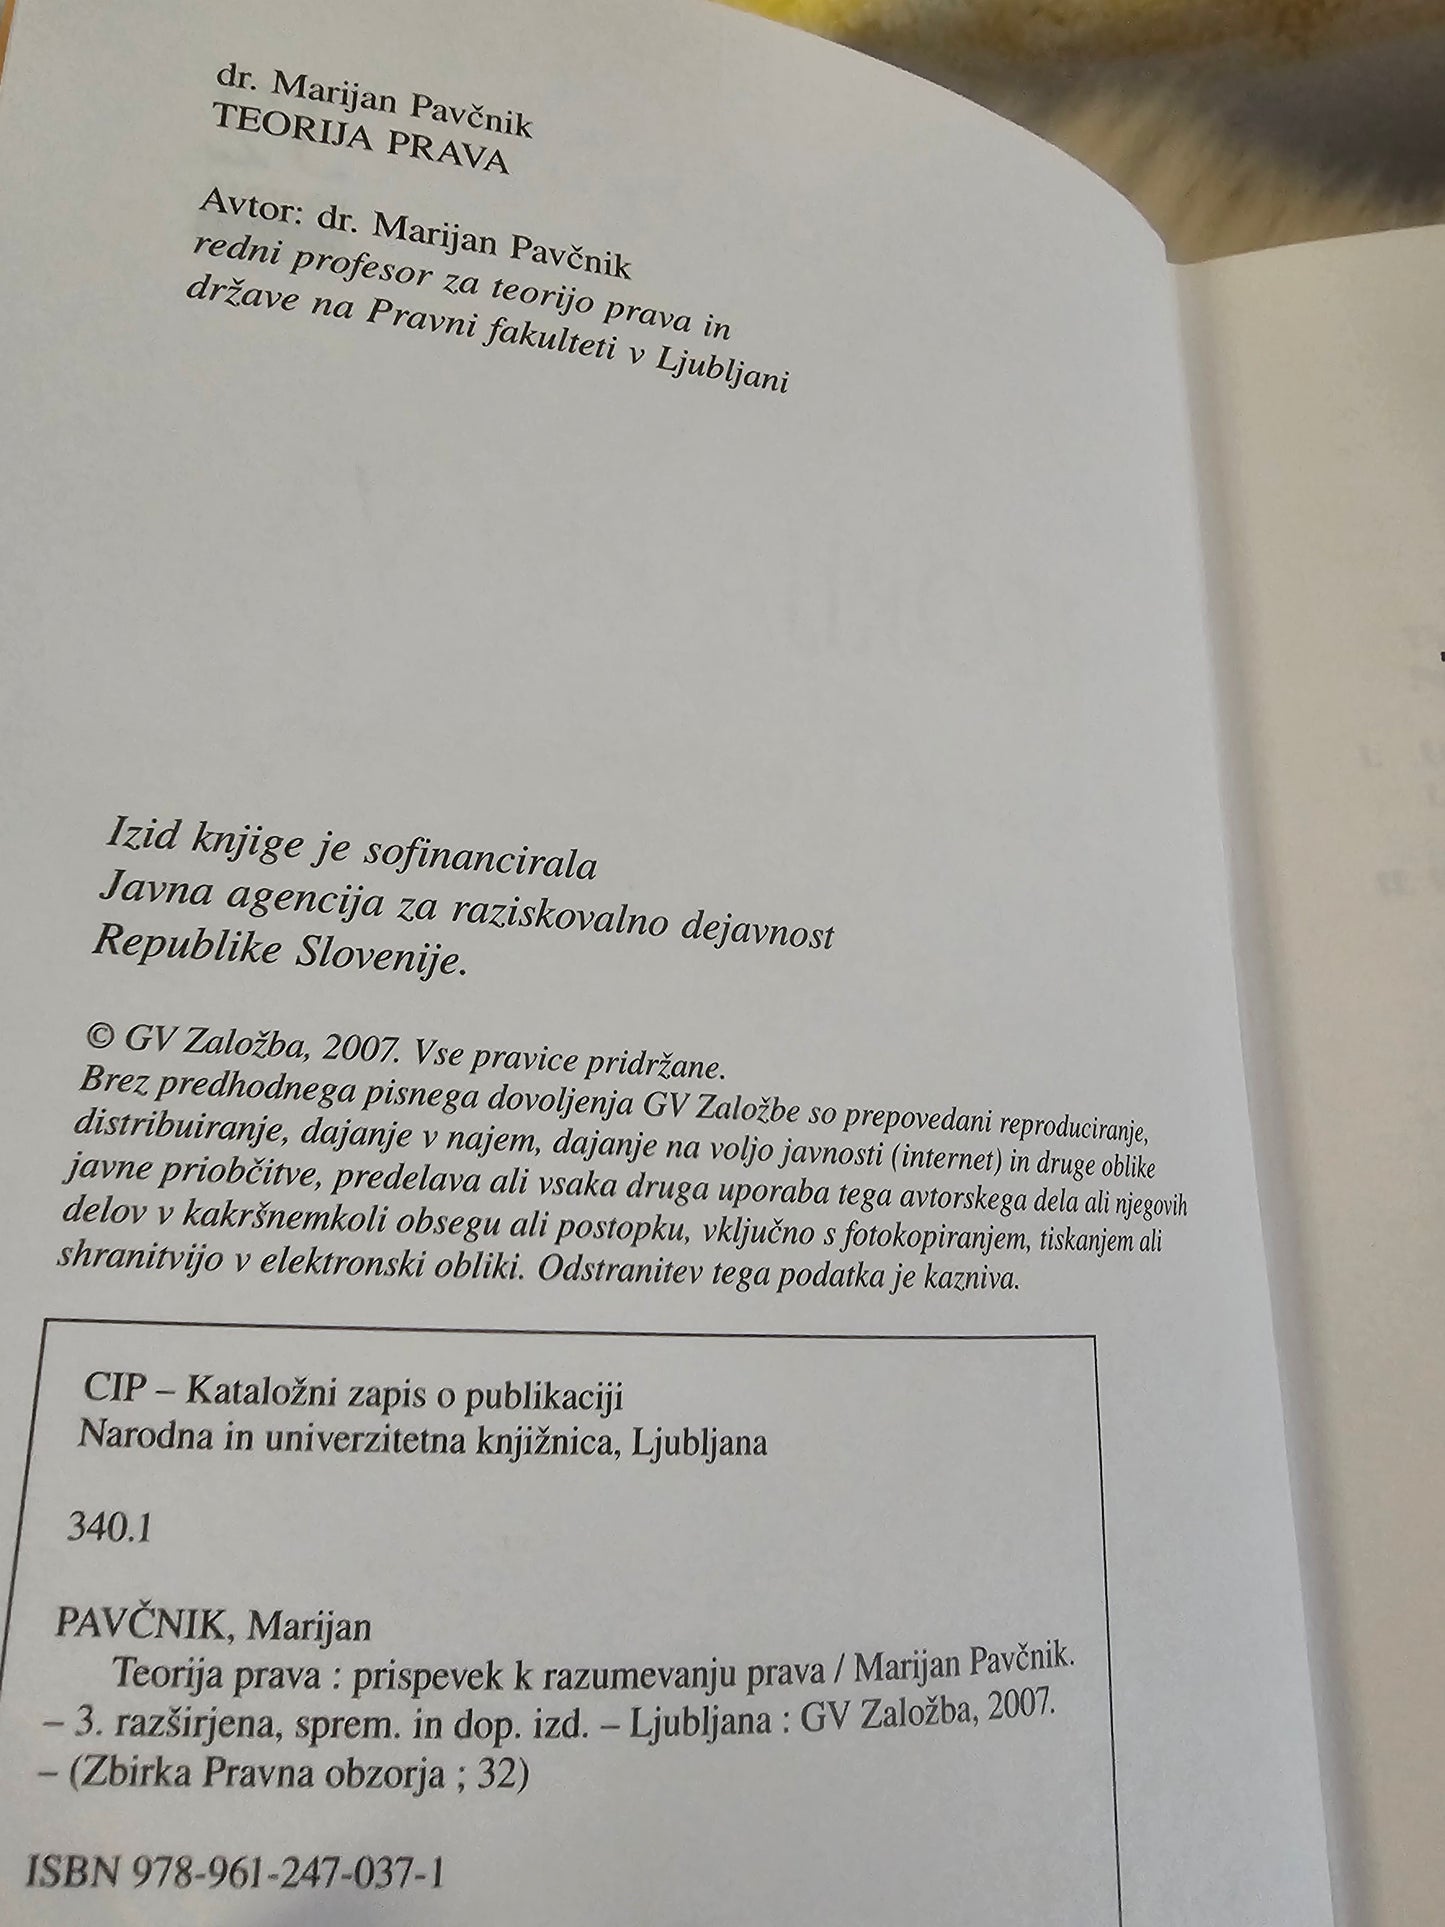 dr. Marijan Pavčnik
TEORIJA PRAVA
Avtor: dr. Marijan Pavčnik
redni profesor za teorijo prava in
države na Pravni fakulteti v Ljubljani
Izid knjige je sofinancirala
Javna agencija za raziskovalno dejavnost
Republike Slovenije.
© GV Založba, 2007. Vse pravice pridržane.
Brez predhodnega pisnega dovoljenja GV Založbe so prepovedani reproduciranje,
distribuiranje, dajanje v najem, dajanje na voljo javnosti (internet) in druge oblike
javne priobčitve, predelava ali vsaka druga uporaba tega avtorskega dela ali njegovih
delov v kakršnemkoli obsegu ali postopku, vključno s fotokopiranjem, tiskanjem ali
shranitvijo v elektronski obliki. Odstranitev tega podatka je kazniva.
CIP – Kataložni zapis o publikaciji
Narodna in univerzitetna knjižnica, Ljubljana
340.1
PAVČNIK, Marijan
Teorija prava : prispevek k razumevanju prava / Marijan Pavčnik.
– 3. razširjena, sprem. in dop. izd. – Ljubljana : GV Založba, 2007.
– (Zbirka Pravna obzorja ; 32)
ISBN 978-961-247-037-1